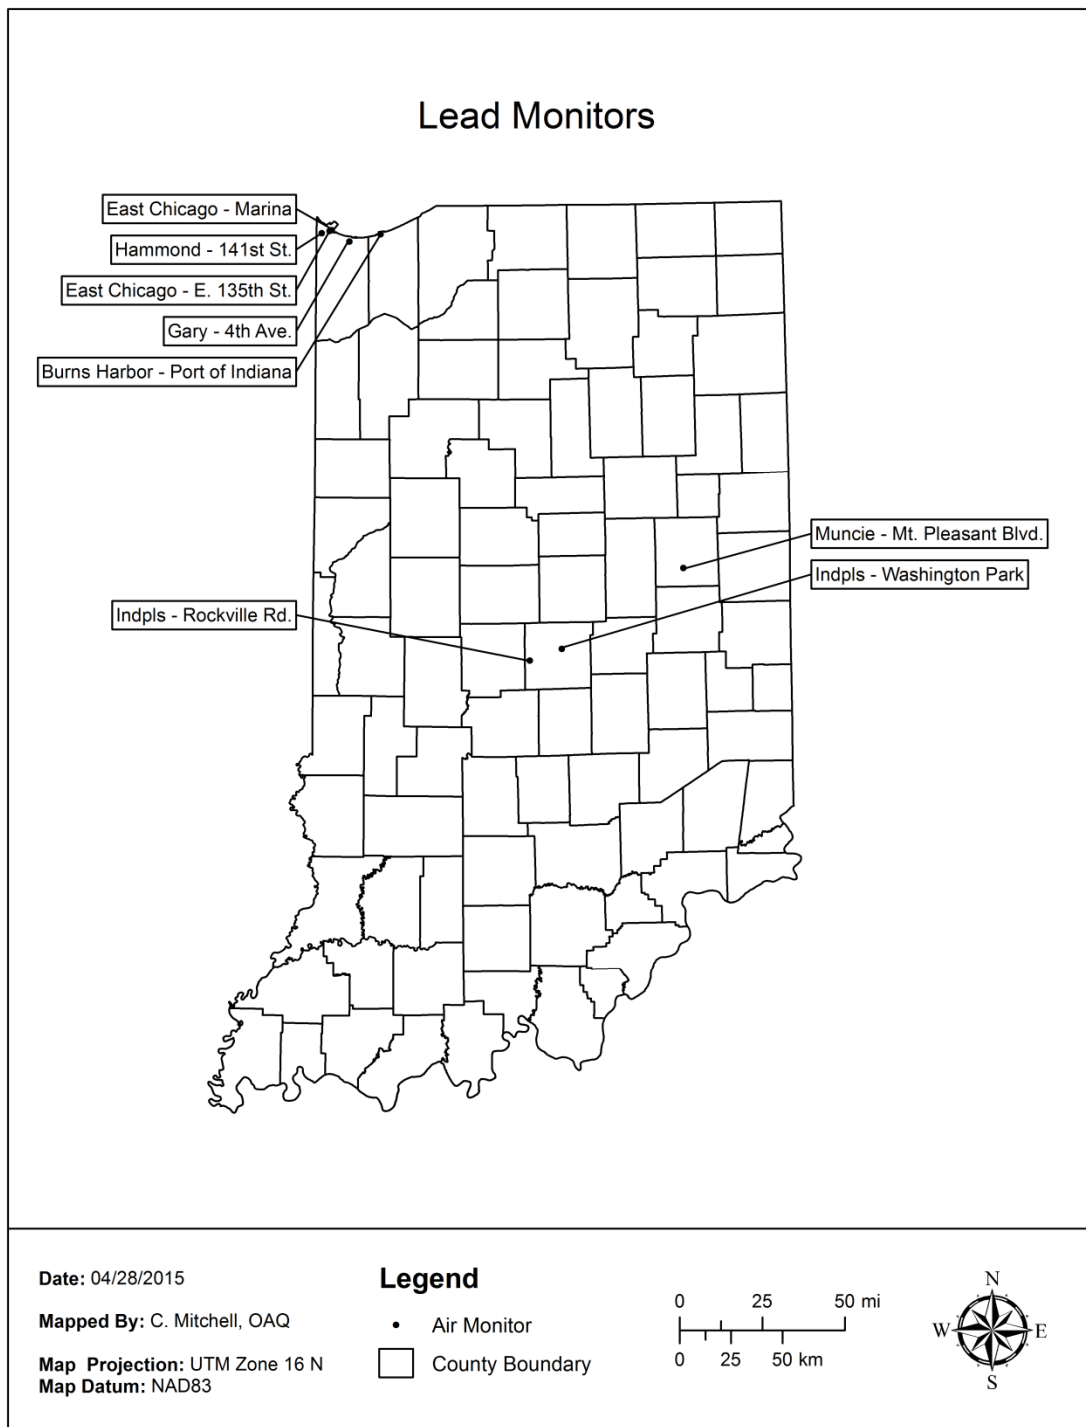 Lead Monitors
East Chicago - Marina
Hammond - 141st St.
East Chicago - E. 135th St.
Gary - 4th Ave.
Burns Harbor - Port of Indiana
Muncie - Mt. Pleasant Blvd.
Indpls - Washington Park
Indpls - Rockville Rd.
Date: 04/28/2015
Mapped By: C. Mitchell, OAQ
Map Projection: UTM Zone 16 N
Map Datum: NAD83
Legend
Air Monitor
County Boundary
0 25 50 mi
0 25 50 km
N
W E
S